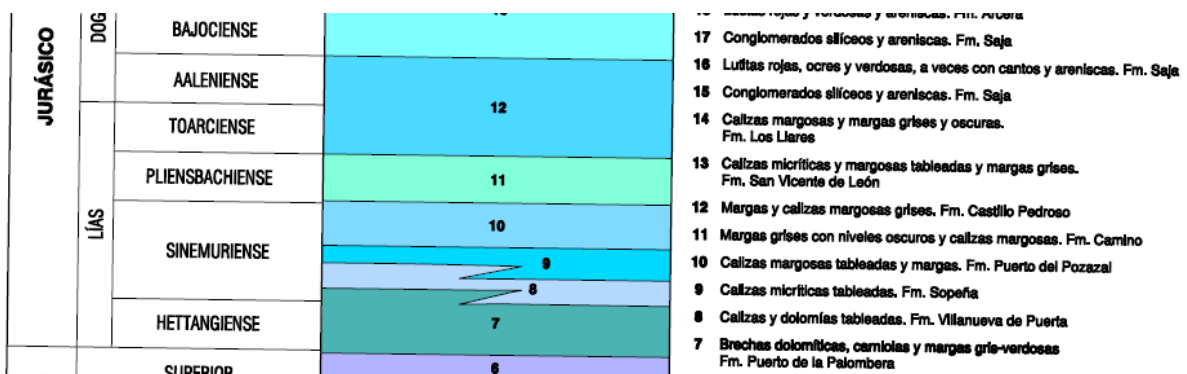 JURÁSICO
DOG
LÍAS
BAJOCIENSE
AALENIENSE
TOARCIENSE
PLIENSBACHIENSE
SINEMURIENSE
HETTANGIENSE
SUPERIOR
12
11
10
9
8
7
6
17 Conglomerados silíceos y areniscas. Fm. Saja
16 Lutitas rojas, ocres y verdosas, a veces con cantos y areniscas. Fm. Saja
15 Conglomerados silíceos y areniscas. Fm. Saja
14 Calizas margosas y margas grises y oscuras.
Fm. Los Llares
13 Calizas micríticas y margosas tableadas y margas grises.
Fm. San Vicente de León
12 Margas y calizas margosas grises. Fm. Castillo Pedroso
11 Margas grises con niveles oscuros y calizas margosas. Fm. Camino
10 Calizas margosas tableadas y margas. Fm. Puerto del Pozazal
9 Calizas micríticas tableadas. Fm. Sopeña
8 Calizas y dolomías tableadas. Fm. Villanueva de Puerta
7 Brechas dolomíticas, carniolas y margas gris-verdosas
Fm. Puerto de la Palombera